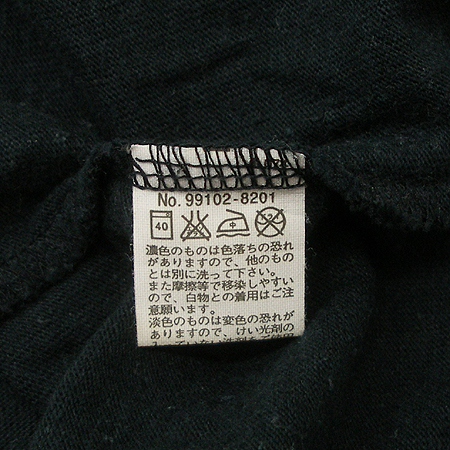 No. 99102-8201
40 中
濃色のものは色落ちの恐れ
がありますので、他のもの
とは別に洗って下さい。
また摩擦等で移染しやすい
ので、白物との着用はご注
意願います。
淡色のものは変色の恐れが
ありますので、けい光剤の